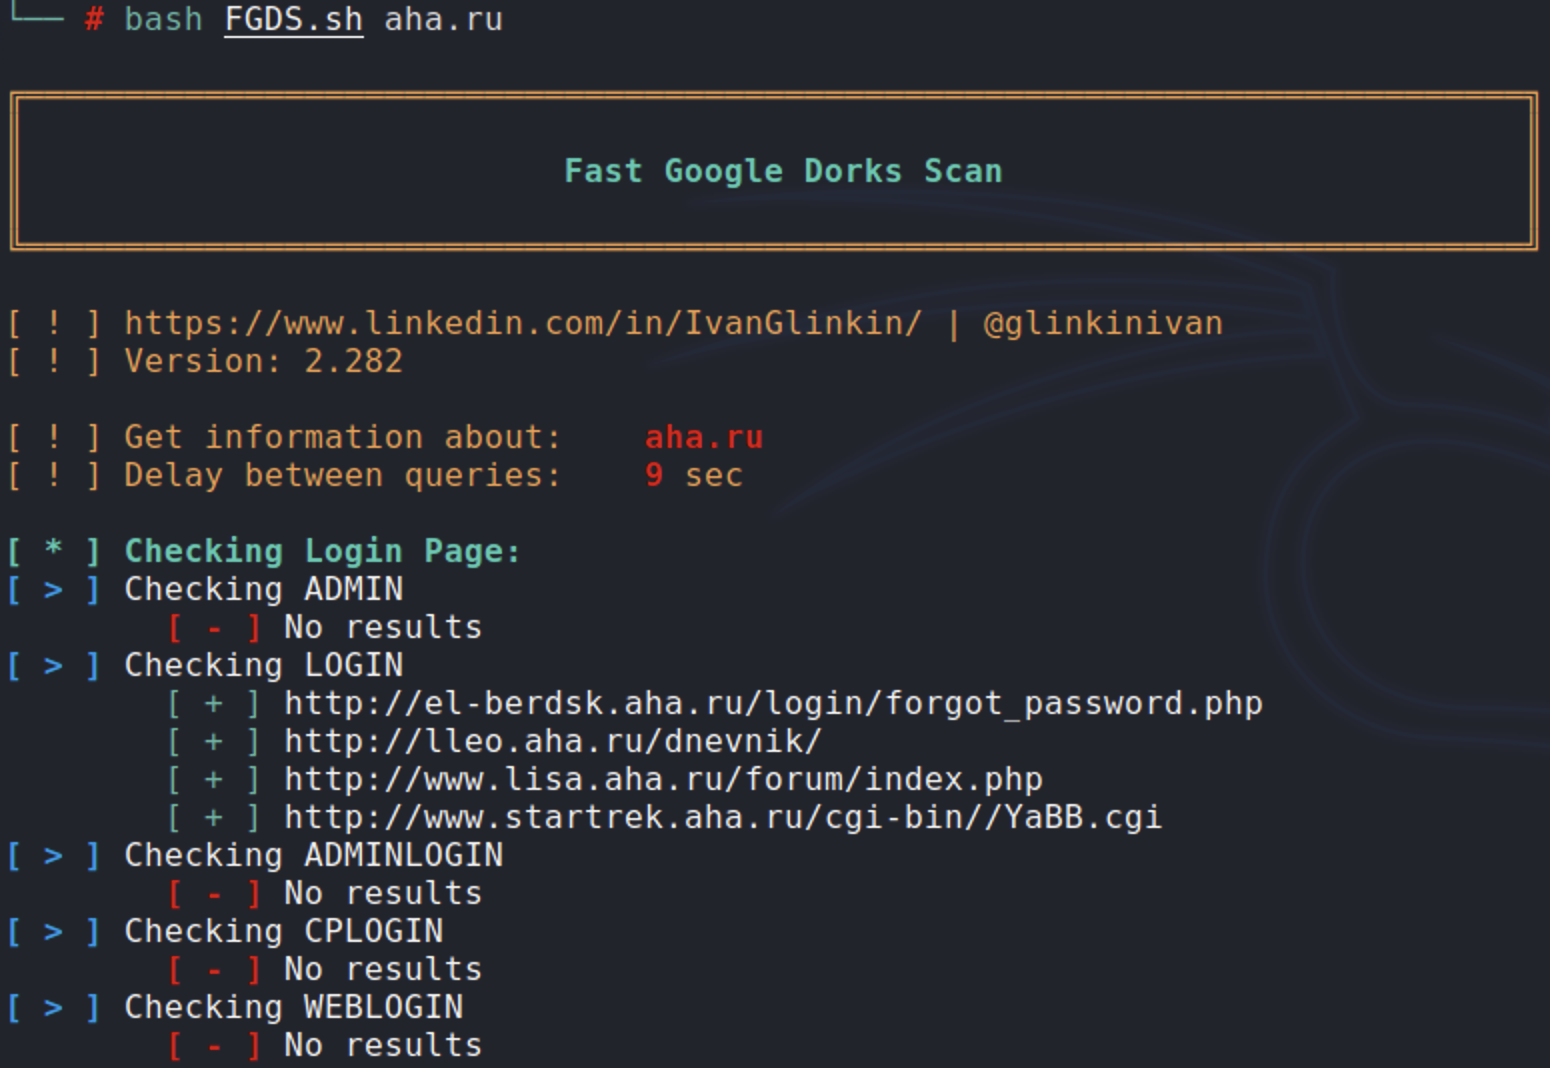 └── # bash FGDS.sh aha.ru
Fast Google Dorks Scan
[ ! ] https://www.linkedin.com/in/IvanGlinkin/ | @glinkinivan
[ ! ] Version: 2.282
[ ! ] Get information about: aha.ru
[ ! ] Delay between queries: 9 sec
[ * ] Checking Login Page:
[ > ] Checking ADMIN
[ - ] No results
[ > ] Checking LOGIN
[ + ] http://el-berdsk.aha.ru/login/forgot_password.php
[ + ] http://lleo.aha.ru/dnevnik/
[ + ] http://www.lisa.aha.ru/forum/index.php
[ + ] http://www.startrek.aha.ru/cgi-bin//YaBB.cgi
[ > ] Checking ADMINLOGIN
[ - ] No results
[ > ] Checking CPLOGIN
[ - ] No results
[ > ] Checking WEBLOGIN
[ - ] No results